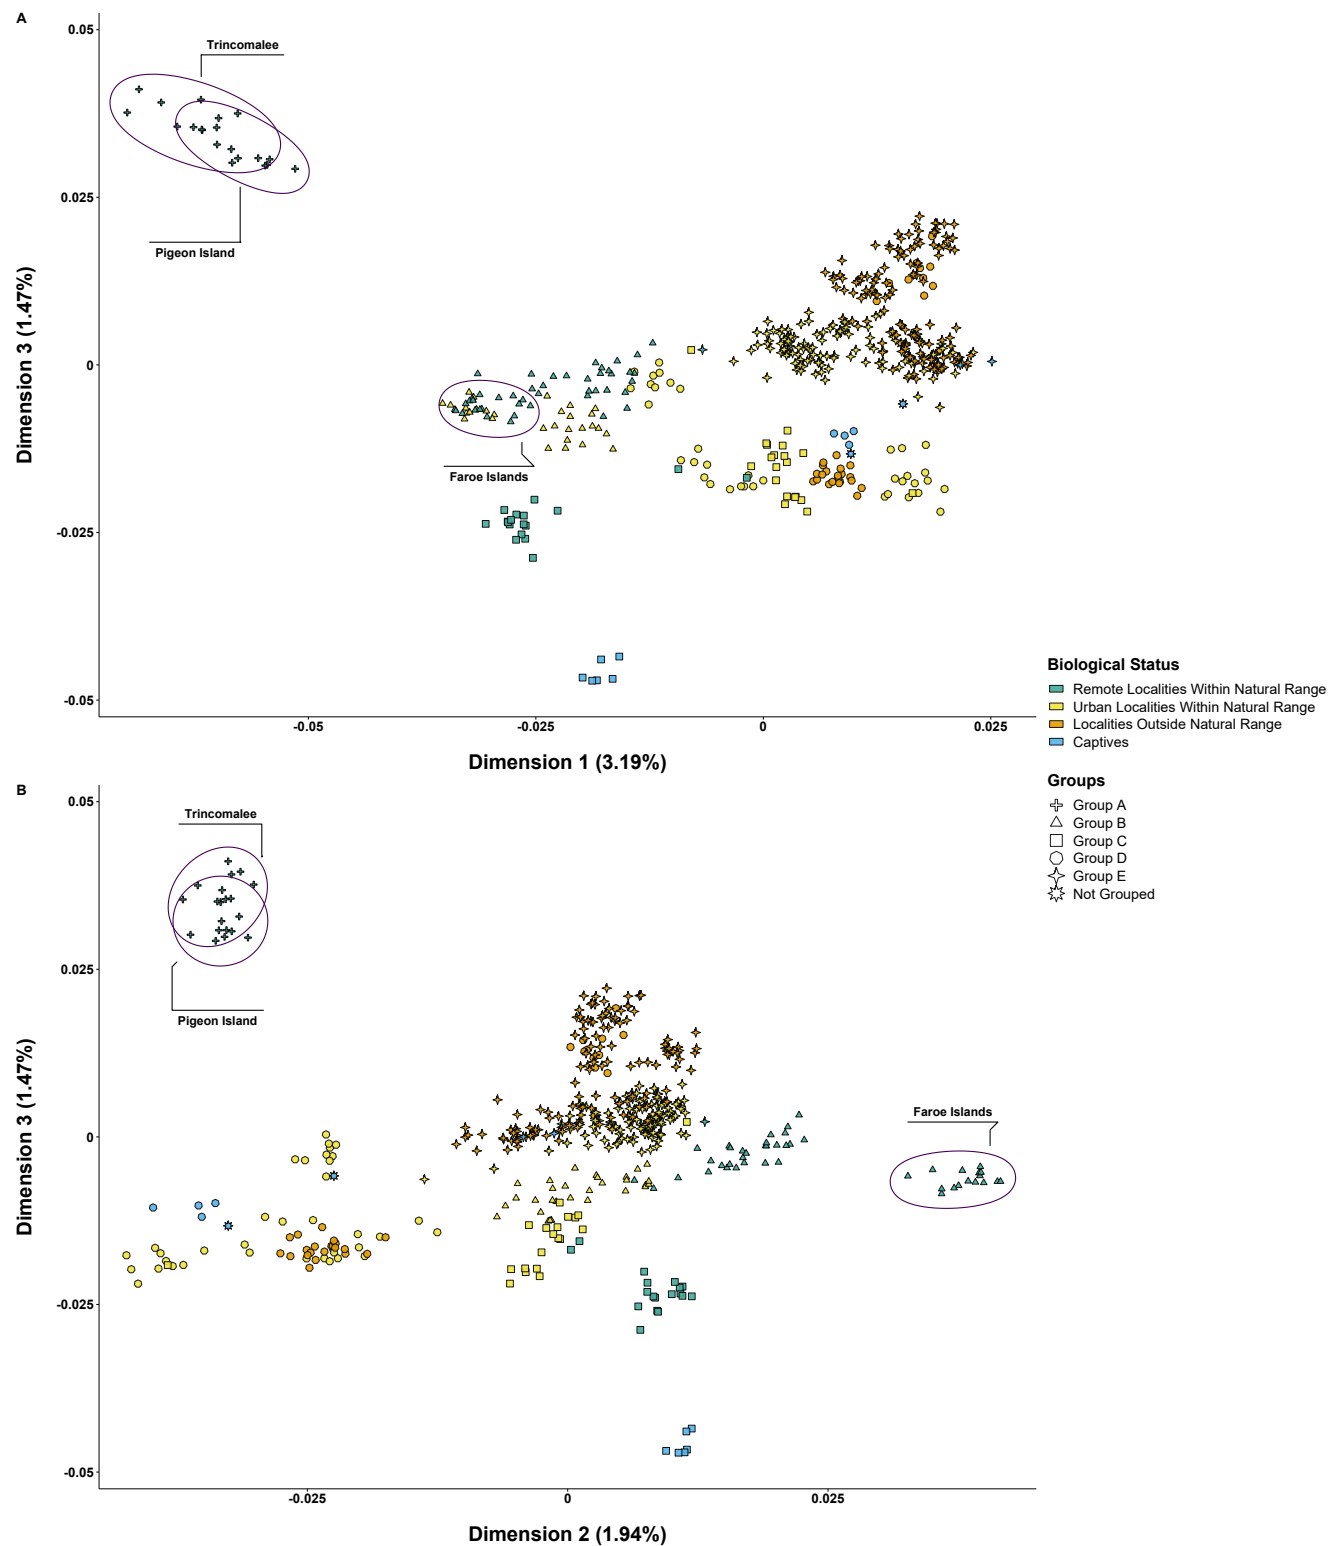 A
0.05
Trincomalee
0.025
Pigeon Island
Dimension 3 (1.47%)
0
Faroe Islands
-0.025
-0.05
-0.05
-0.025
0
0.025
Dimension 1 (3.19%)
Biological Status
Remote Localities Within Natural Range
Urban Localities Within Natural Range
Localities Outside Natural Range
Captives
Groups
Group A
Group B
Group C
Group D
Group E
Not Grouped
B
0.05
Trincomalee
0.025
Pigeon Island
Dimension 3 (1.47%)
Faroe Islands
0
-0.025
-0.05
-0.025
0
0.025
Dimension 2 (1.94%)